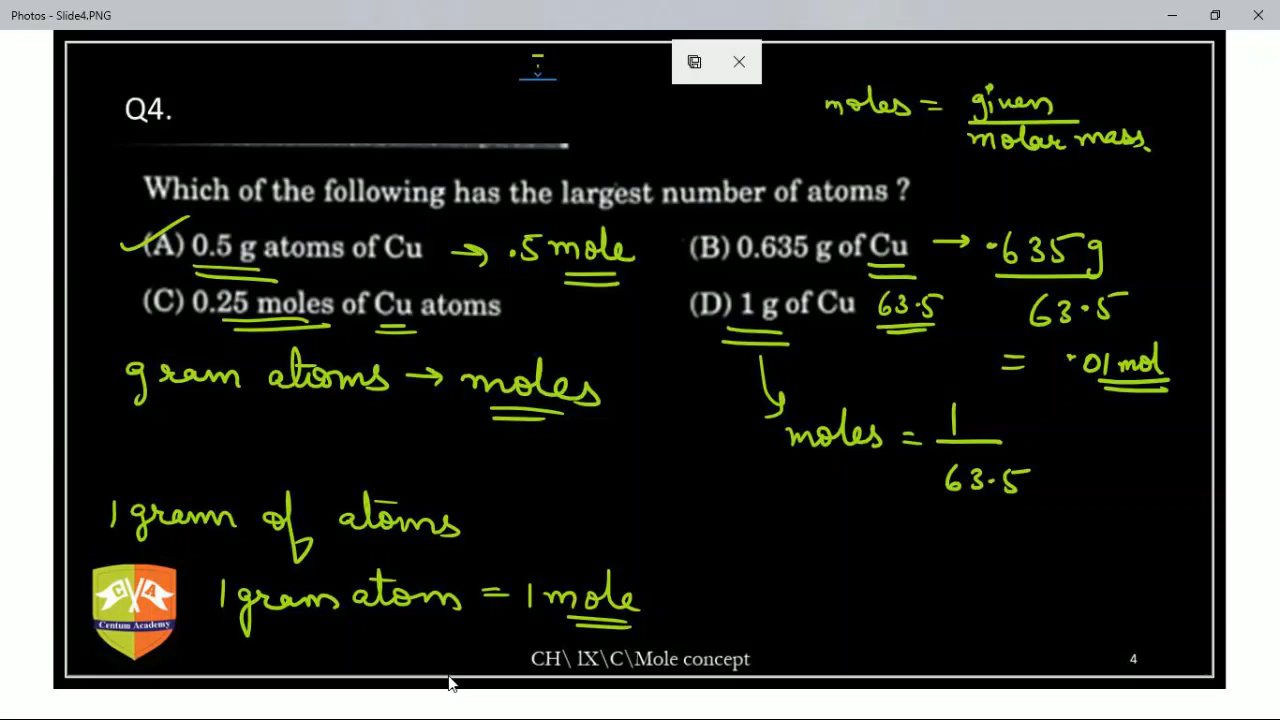 Photos - Slide4.PNG
Q4.
moles = given
molar mass
Which of the following has the largest number of atoms ?
(A) 0.5 g atoms of Cu → .5 mole
(B) 0.635 g of Cu → .635 g
63.5
= .01 mol
(C) 0.25 moles of Cu atoms
(D) 1 g of Cu 63.5
gram atoms → moles
moles = 1
63.5
1 gram of atoms
1 gram atom = 1 mole
CA
Centum Academy
CH\ lX\C\Mole concept
4